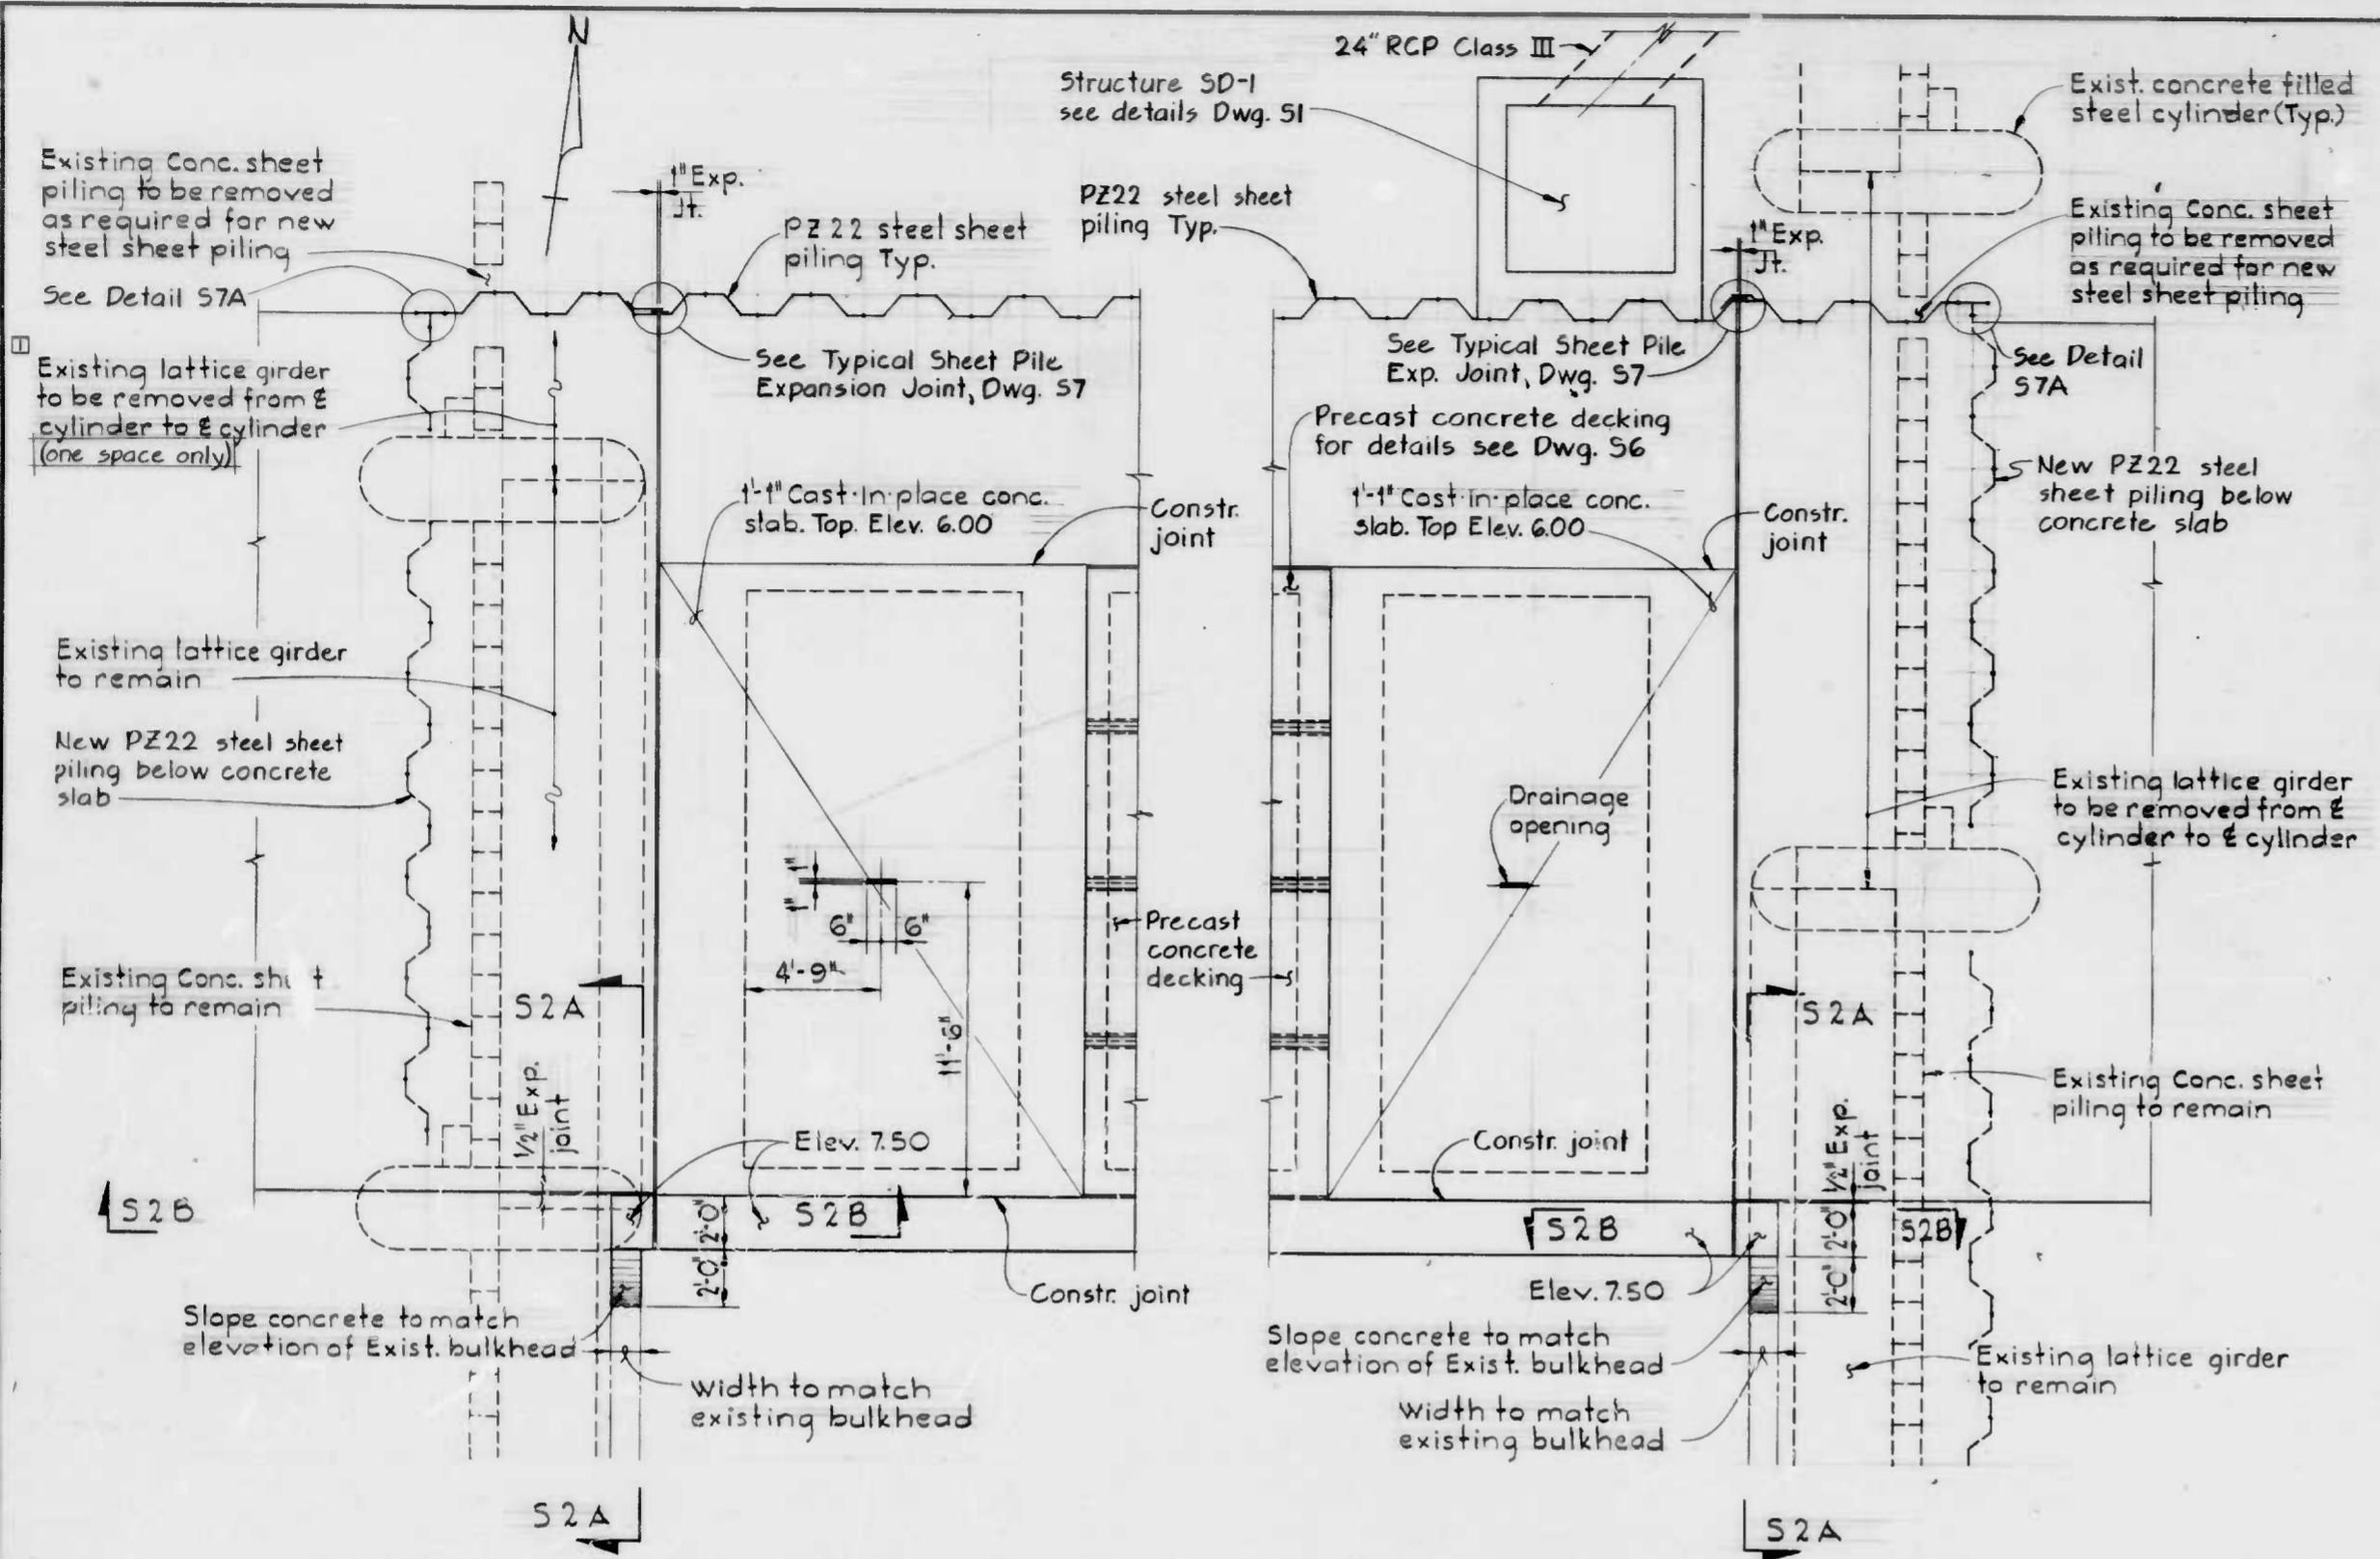 N
24" RCP Class III
Structure SD-1
see details Dwg. S1
Exist. concrete filled
steel cylinder (Typ.)
Existing Conc. sheet
piling to be removed
as required for new
steel sheet piling
See Detail S7A
1" Exp.
Jt.
PZ 22 steel sheet
piling Typ.
PZ22 steel sheet
piling Typ.
1" Exp.
Jt.
Existing Conc. sheet
piling to be removed
as required for new
steel sheet piling
Existing lattice girder
to be removed from ℄
cylinder to ℄ cylinder
(one space only)
See Typical Sheet Pile
Expansion Joint, Dwg. S7
See Typical Sheet Pile
Exp. Joint, Dwg. S7
See Detail
S7A
Precast concrete decking
for details see Dwg. S6
1'-1" Cast-In-place conc.
slab. Top. Elev. 6.00
Constr.
joint
1'-1" Cast-in-place conc.
slab. Top Elev. 6.00
Constr.
joint
New PZ22 steel
sheet piling below
concrete slab
Existing lattice girder
to remain
New PZ22 steel sheet
piling below concrete
slab
Drainage
opening
Existing lattice girder
to be removed from ℄
cylinder to ℄ cylinder
1"
1"
6"
6"
4'-9"
11'-6"
Precast
concrete
decking
Existing Conc.
piling to remain
S2A
S2A
1/2" Exp.
joint
Elev. 7.50
Constr. joint
1/2" Exp.
joint
Existing Conc. sheet
piling to remain
S2B
S2B
2'-0"
2'-0"
S2B
2'-0"
2'-0"
S2B
Constr. joint
Elev. 7.50
Slope concrete to match
elevation of Exist. bulkhead
Width to match
existing bulkhead
Slope concrete to match
elevation of Exist. bulkhead
Width to match
existing bulkhead
Existing lattice girder
to remain
S2A
S2A